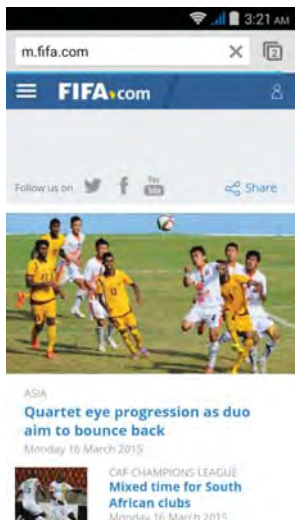 3:21 AM
m.fifa.com
2
FIFA.com
Follow us on
You
Tube
Share
ASIA
Quartet eye progression as duo
aim to bounce back
Monday 16 March 2015
CAF CHAMPIONS LEAGUE
Mixed time for South
African clubs
Monday 16 March 2015